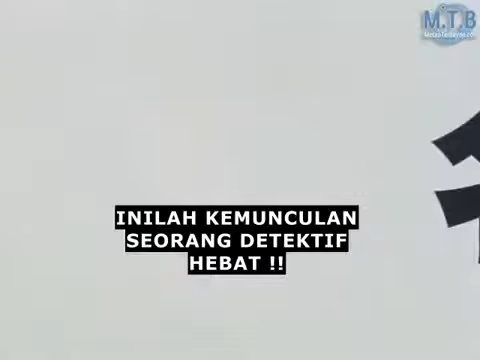 M.T.B
INILAH KEMUNCULAN
SEORANG DETEKTIF
HEBAT !!